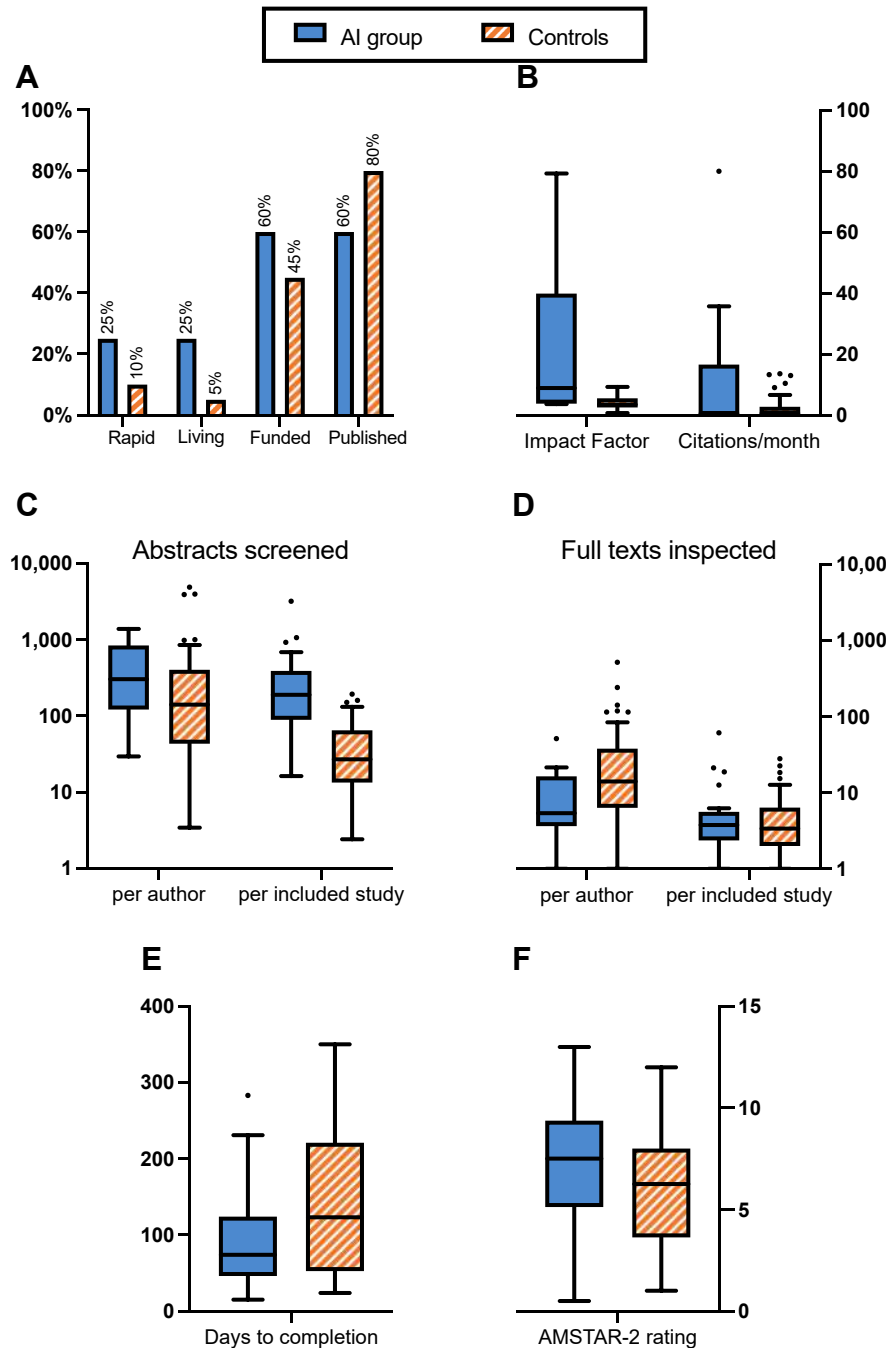 AI group Controls
A
B
100%
80%
60%
40%
20%
0%
25%
10%
25%
5%
60%
45%
60%
80%
Rapid Living Funded Published
100
80
60
40
20
0
Impact Factor Citations/month
C
D
Abstracts screened
10,000
1,000
100
10
1
per author per included study
Full texts inspected
10,00
1,000
100
10
1
per author per included study
E
F
400
300
200
100
0
Days to completion
15
10
5
0
AMSTAR-2 rating